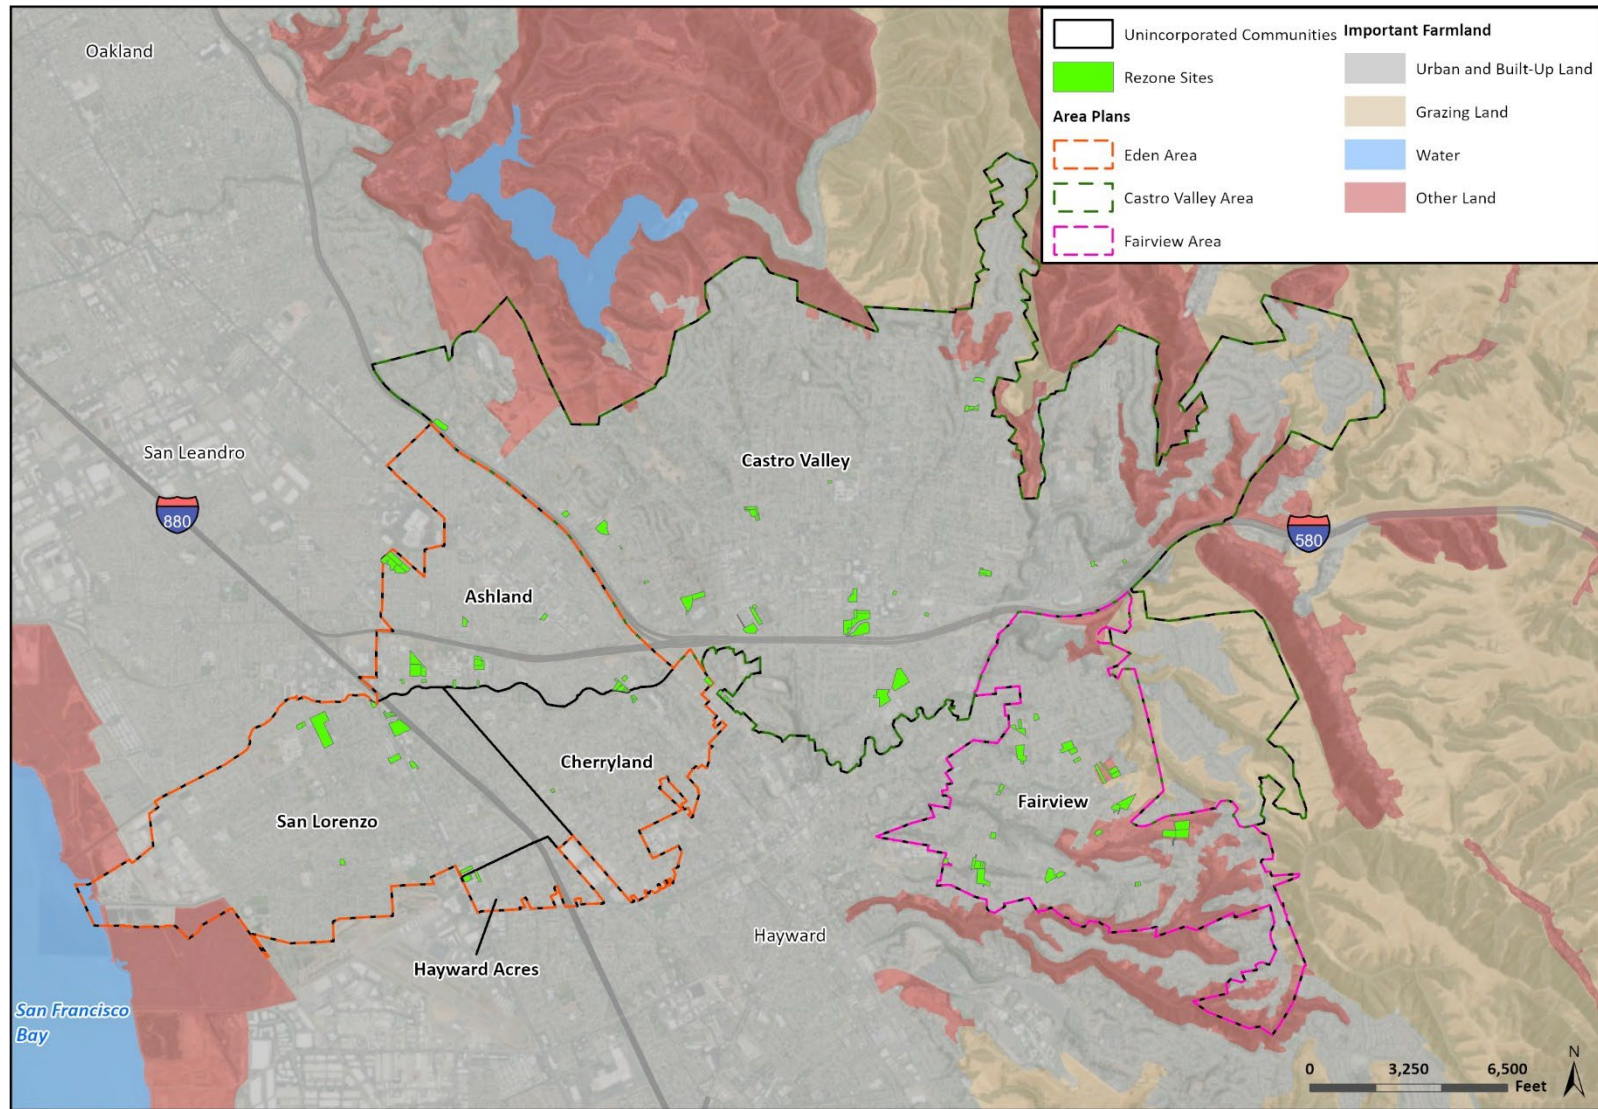 Oakland
San Leandro
880
Castro Valley
580
Ashland
Cherryland
San Lorenzo
Fairview
Hayward
Hayward Acres
San Francisco
Bay
Unincorporated Communities
Rezone Sites
Area Plans
Eden Area
Castro Valley Area
Fairview Area
Important Farmland
Urban and Built-Up Land
Grazing Land
Water
Other Land
N
0 3,250 6,500
Feet